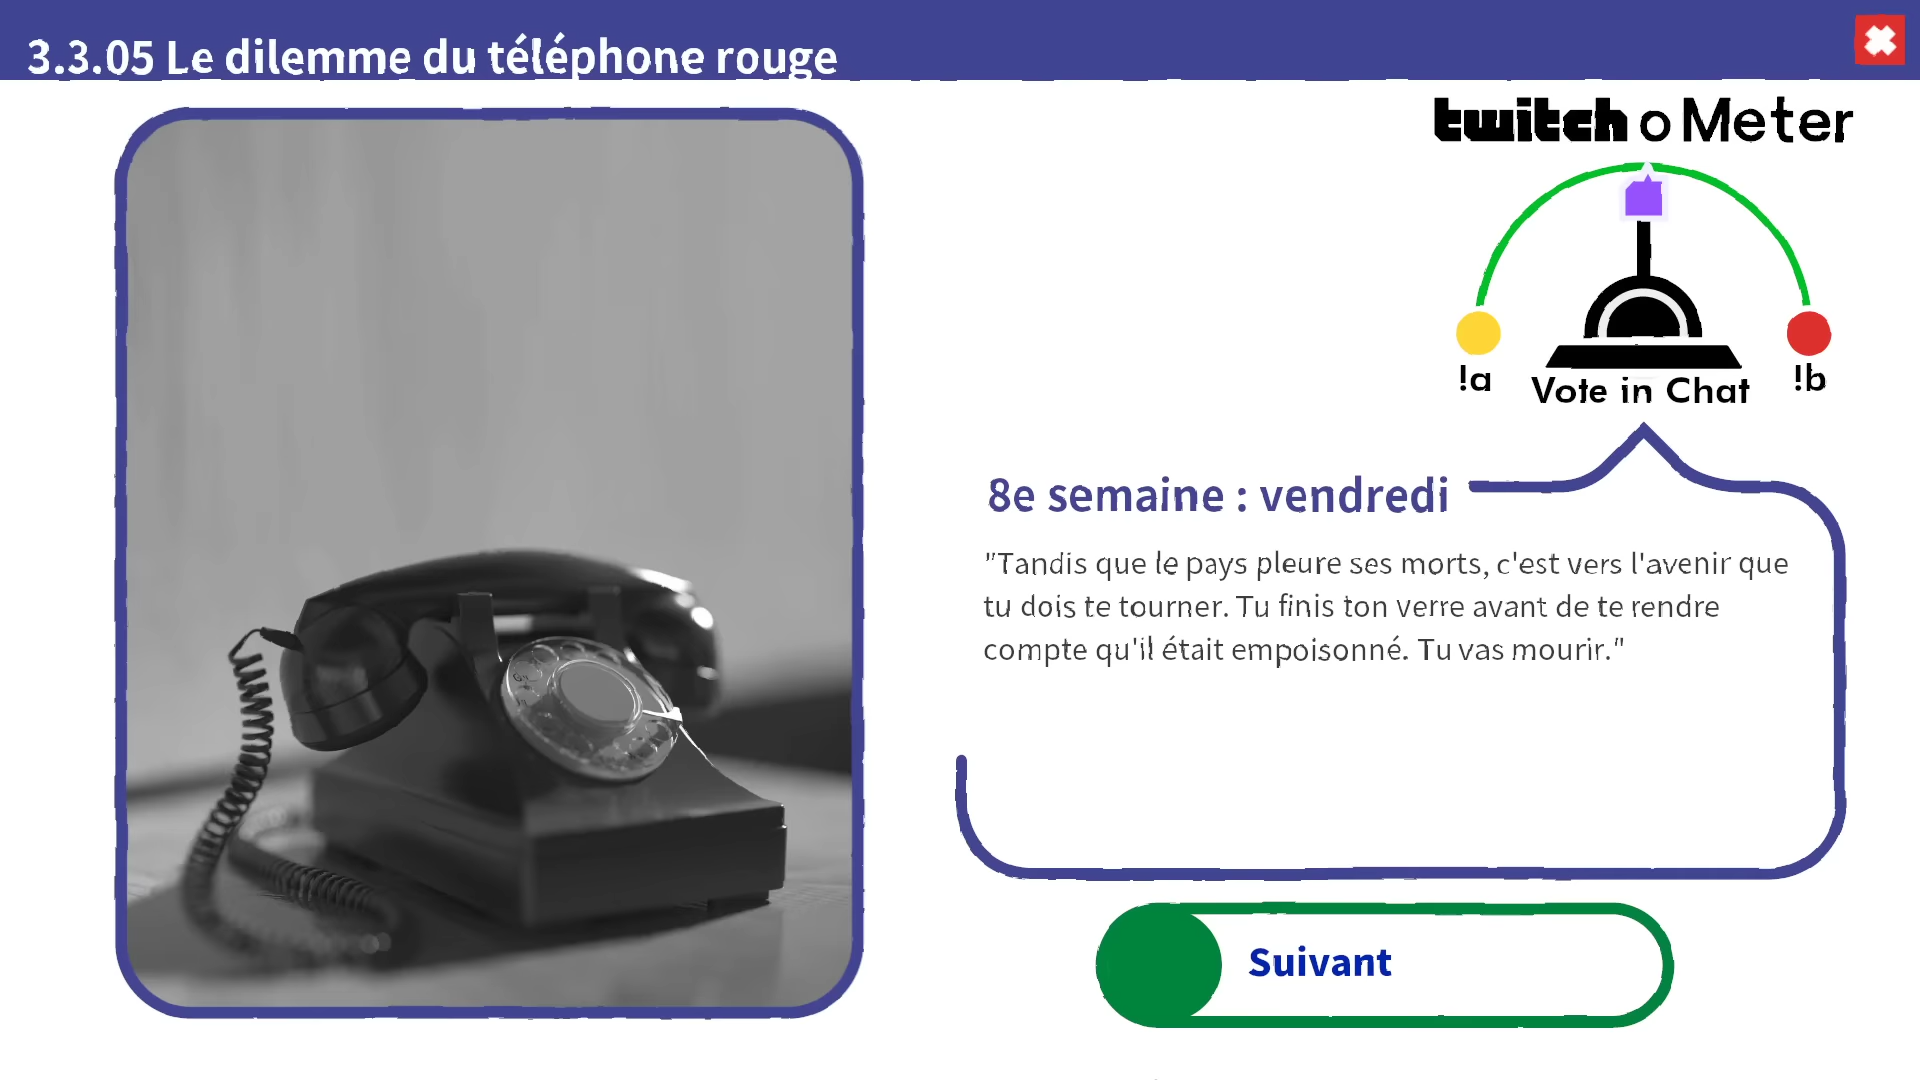 3.3.05 Le dilemme du téléphone rouge
twitch o Meter
!a
Vote in Chat
!b
8e semaine : vendredi
"Tandis que le pays pleure ses morts, c'est vers l'avenir que
tu dois te tourner. Tu finis ton verre avant de te rendre
compte qu'il était empoisonné. Tu vas mourir."
Suivant